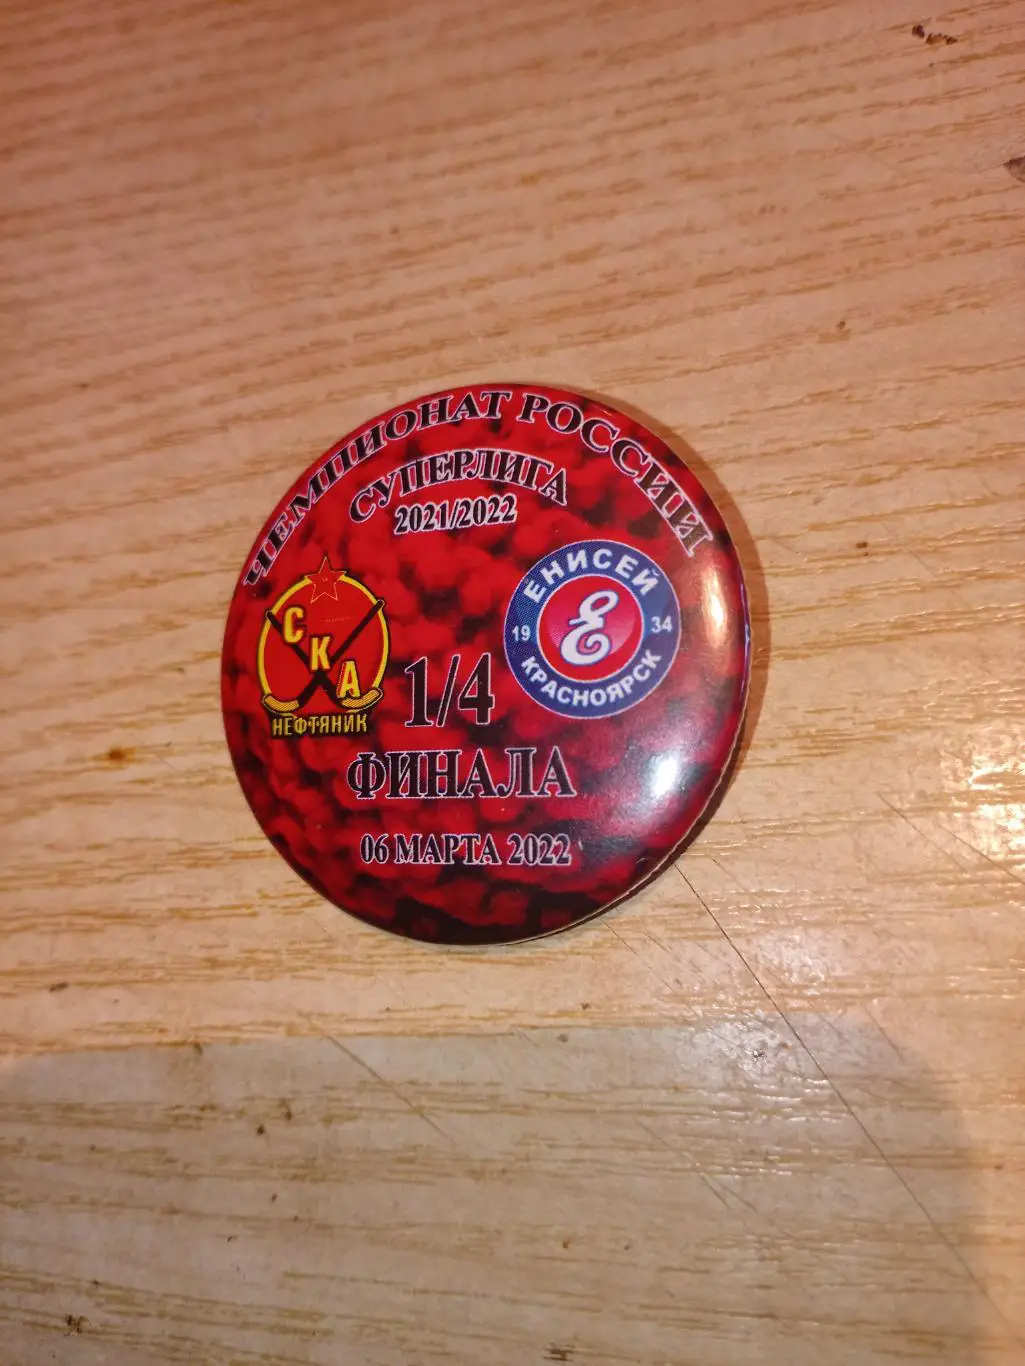 ЧЕМПИОНАТ РОССИИ
СУПЕРЛИГА
2021/2022
СКА
НЕФТЯНИК
ЕНИСЕЙ
19 34
КРАСНОЯРСК
1/4
ФИНАЛА
06 МАРТА 2022